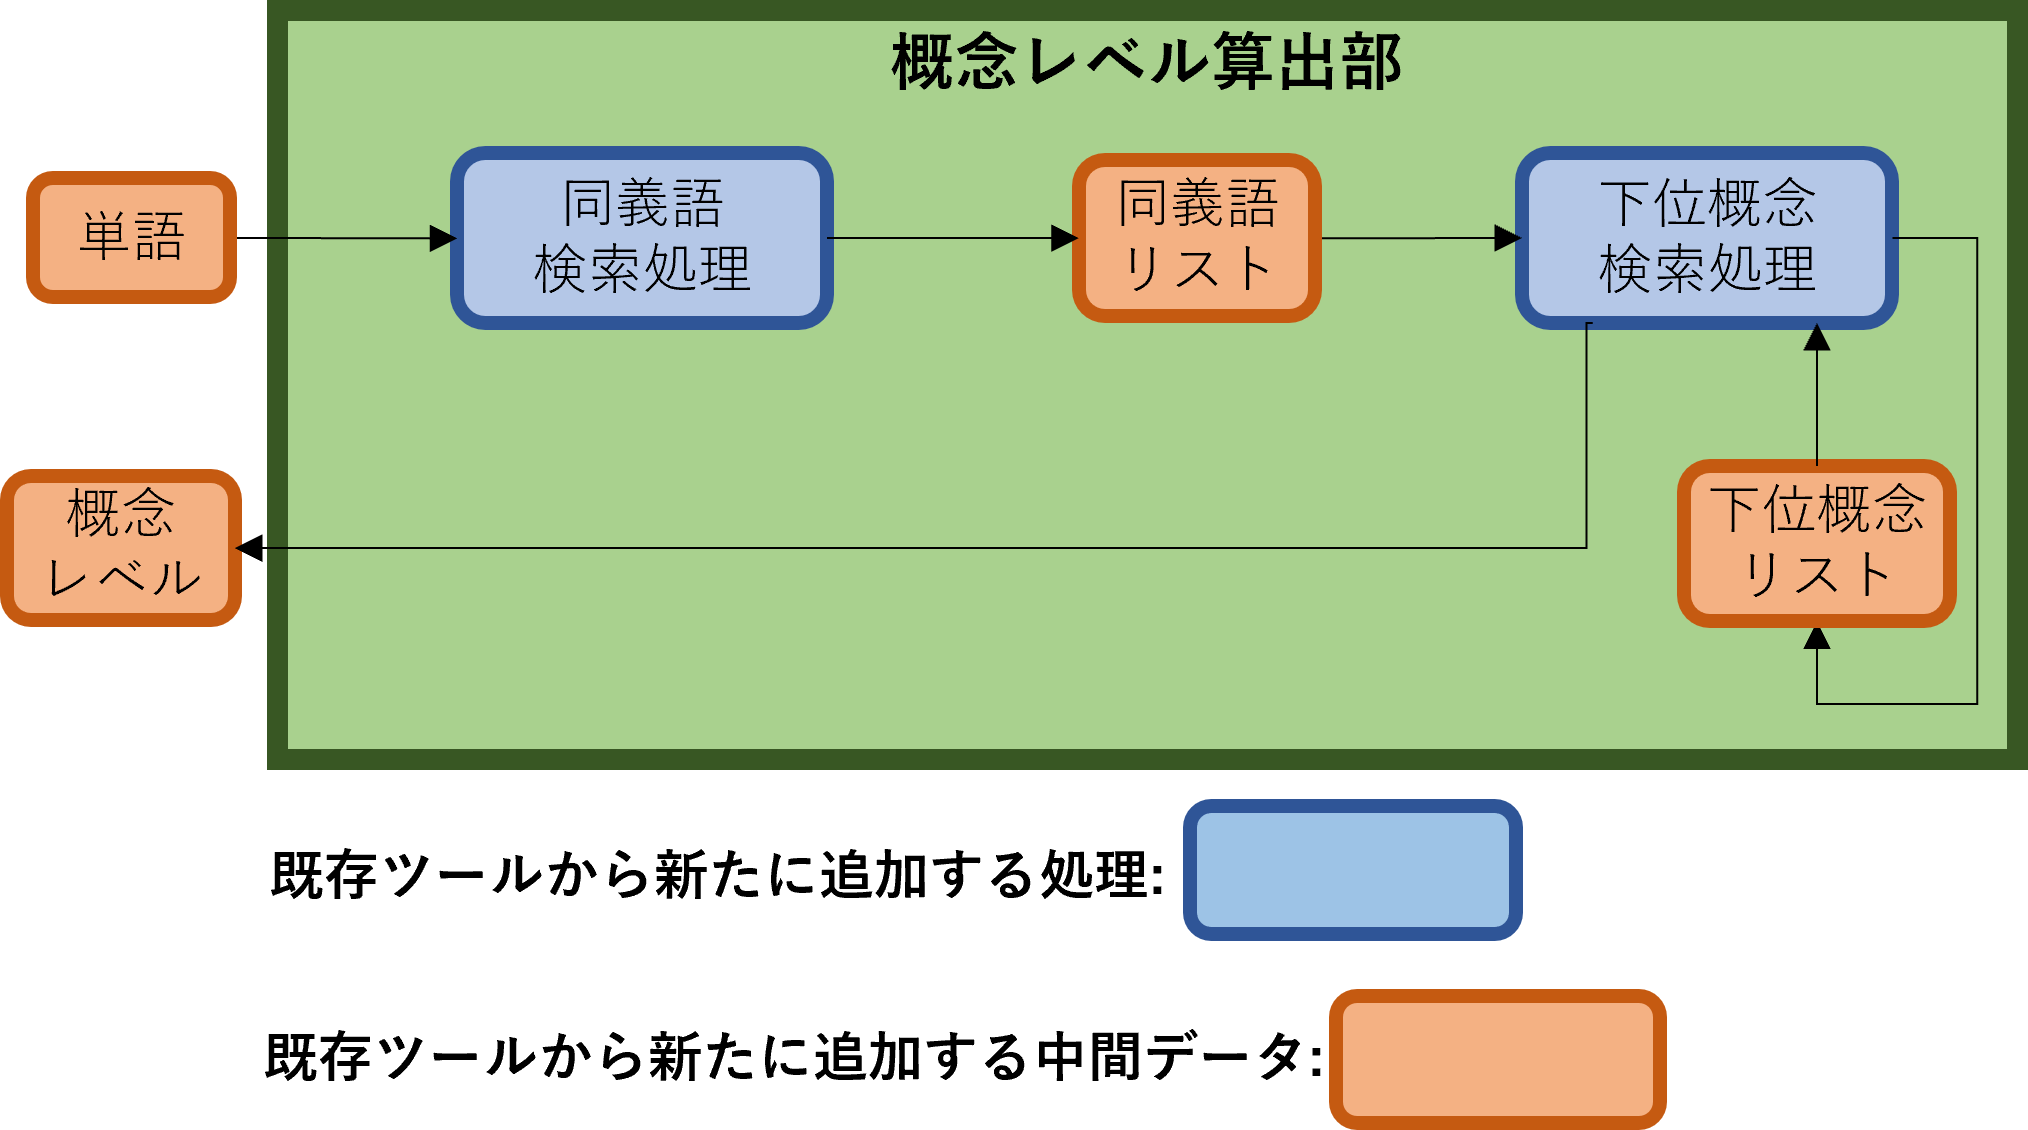 概念レベル算出部
単語
同義語
検索処理
同義語
リスト
下位概念
検索処理
概念
レベル
下位概念
リスト
既存ツールから新たに追加する処理:
既存ツールから新たに追加する中間データ: